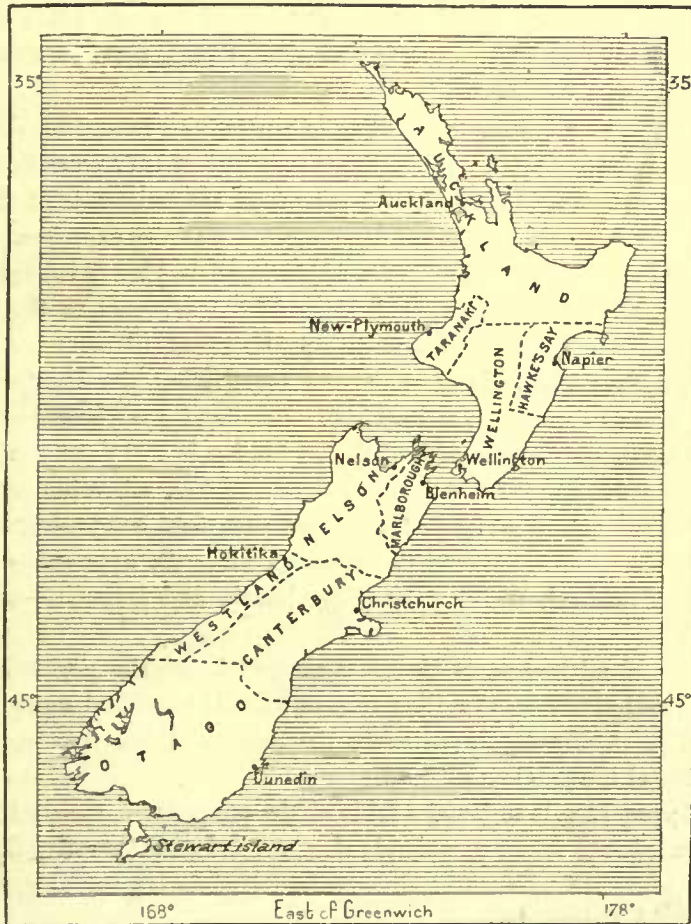 35°
35°
AUCKLAND
Auckland
New-Plymouth
TARANAKI
HAWKE'S BAY
Napier
WELLINGTON
Nelson
Wellington
MARLBOROUGH
Blenheim
NELSON
Hokitika
WESTLAND
CANTERBURY
Christchurch
45°
45°
OTAGO
Dunedin
Stewart island
168°
East of Greenwich
178°